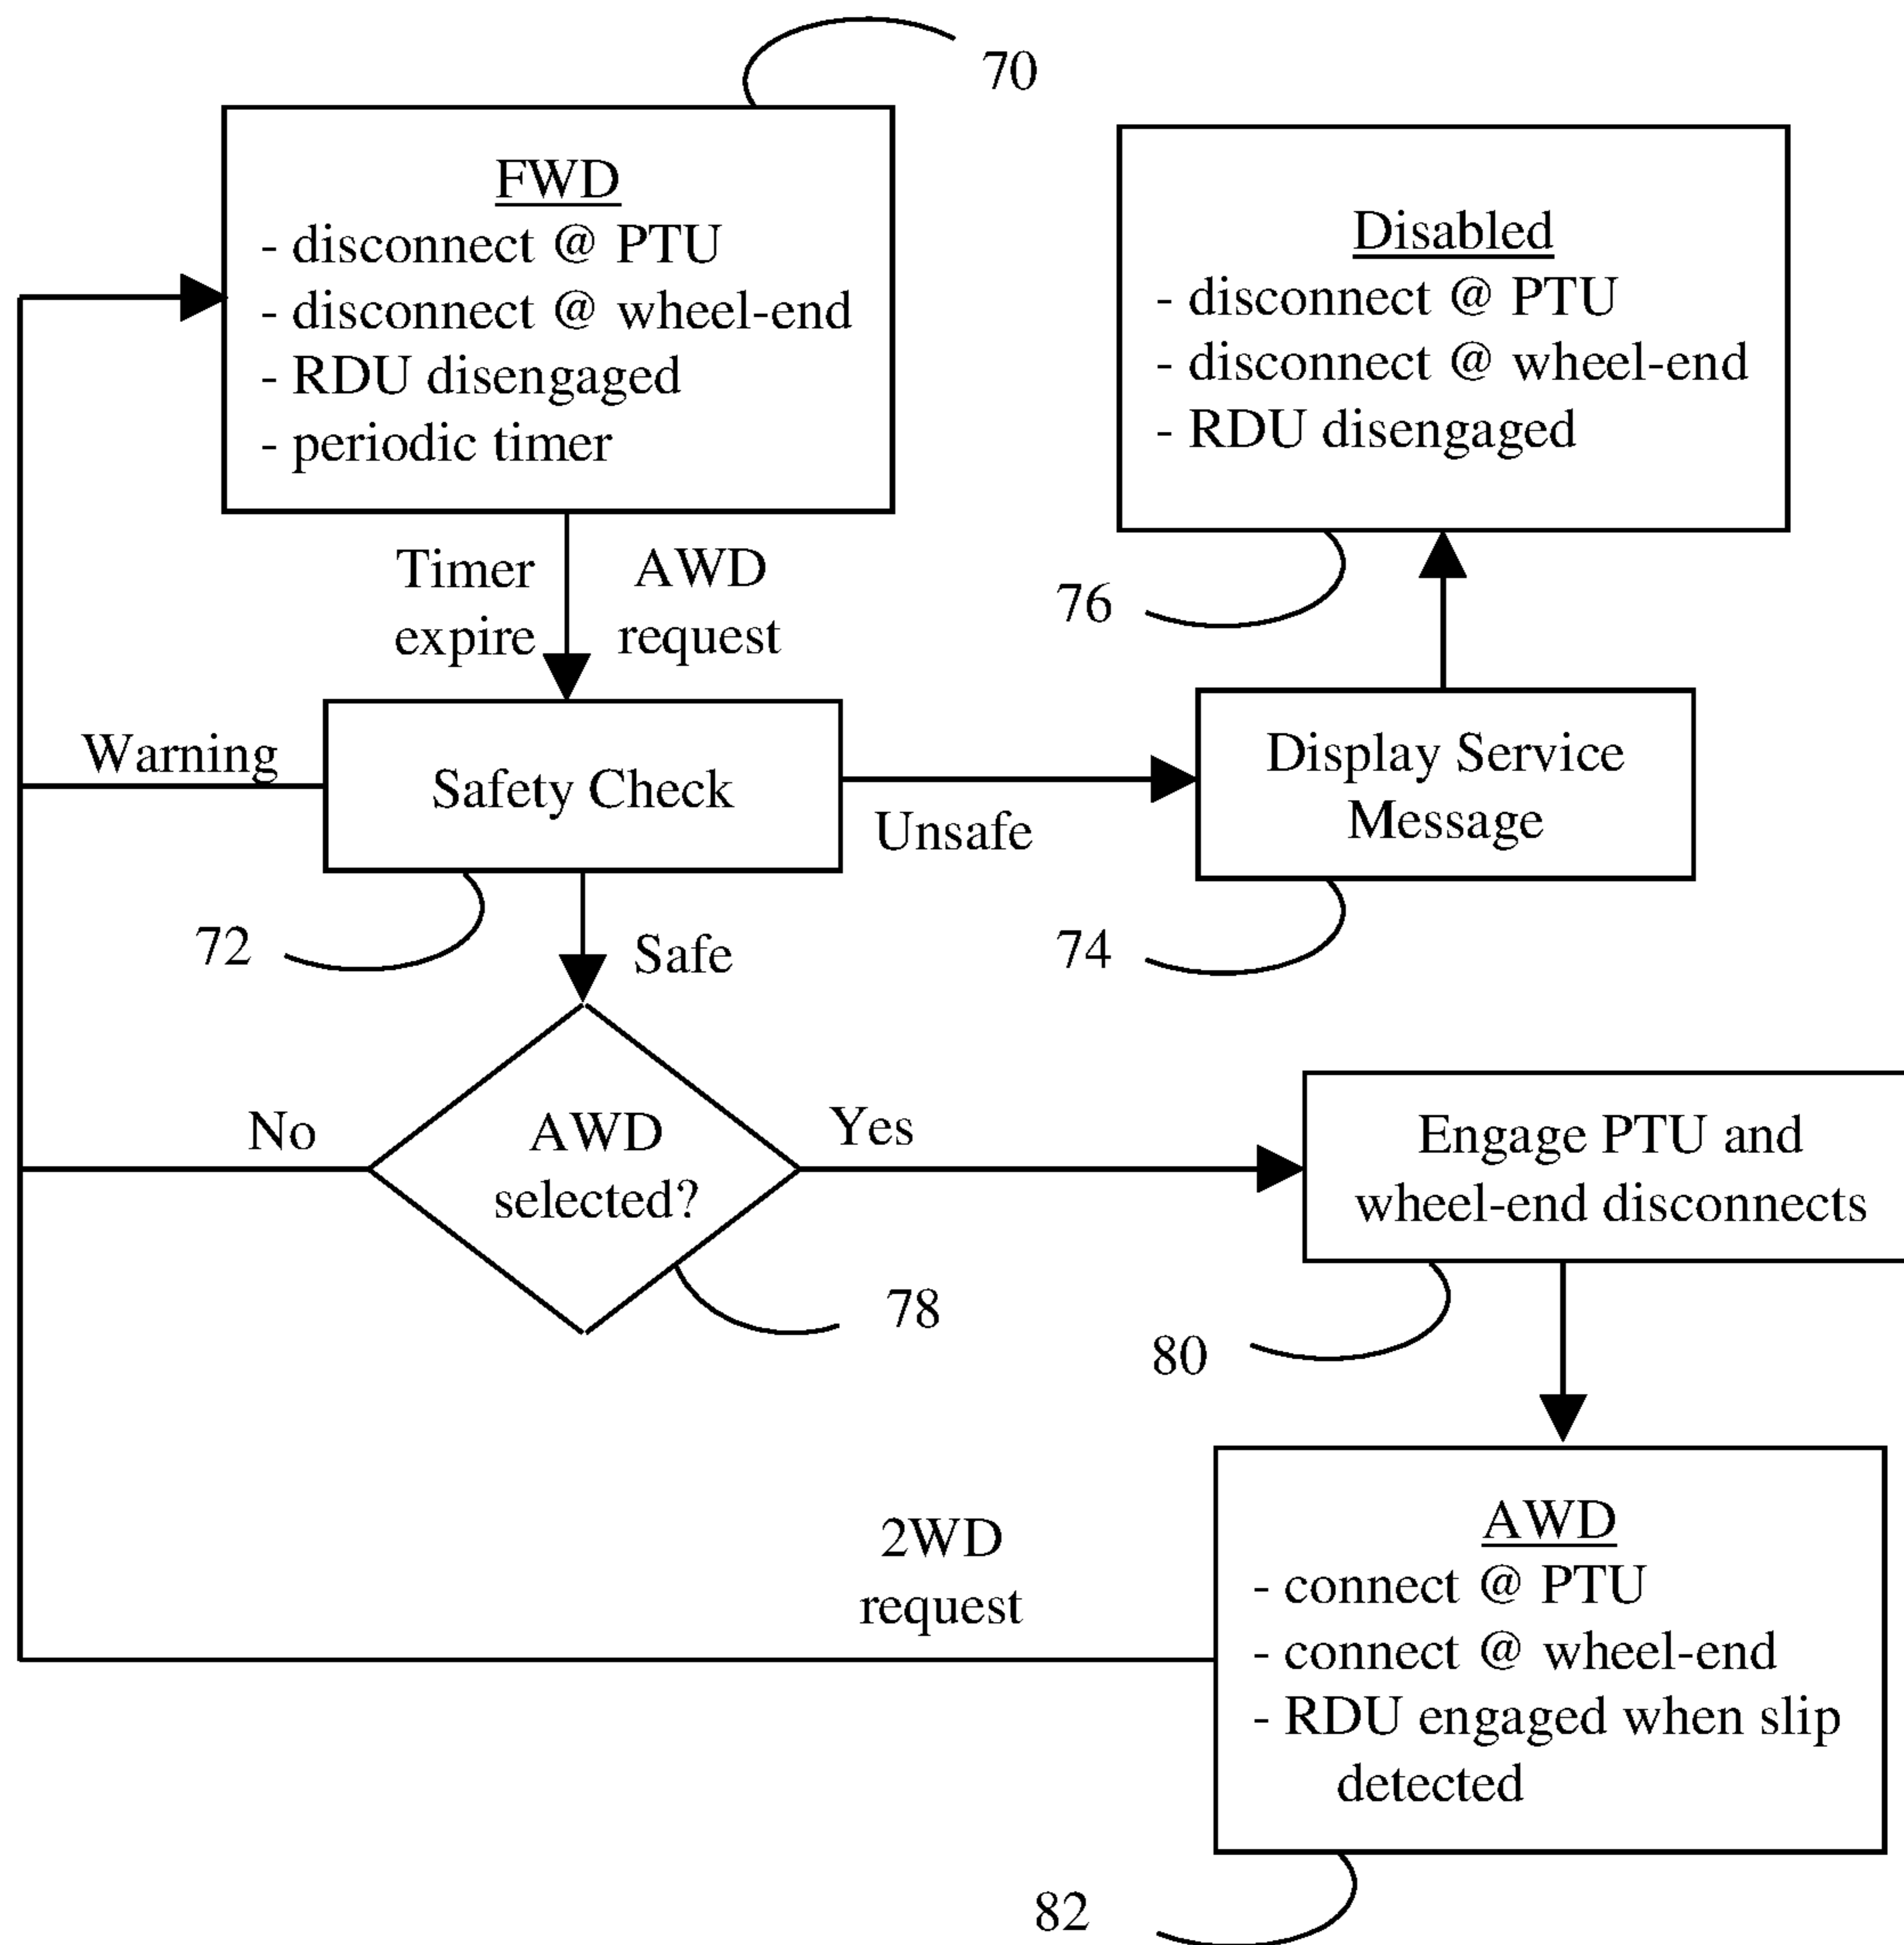 70
FWD
- disconnect @ PTU
- disconnect @ wheel-end
- RDU disengaged
- periodic timer
Disabled
- disconnect @ PTU
- disconnect @ wheel-end
- RDU disengaged
76
Timer
expire
AWD
request
Warning
Safety Check
Unsafe
Display Service
Message
72
Safe
74
No
AWD
selected?
Yes
Engage PTU and
wheel-end disconnects
78
80
2WD
request
AWD
- connect @ PTU
- connect @ wheel-end
- RDU engaged when slip
detected
82